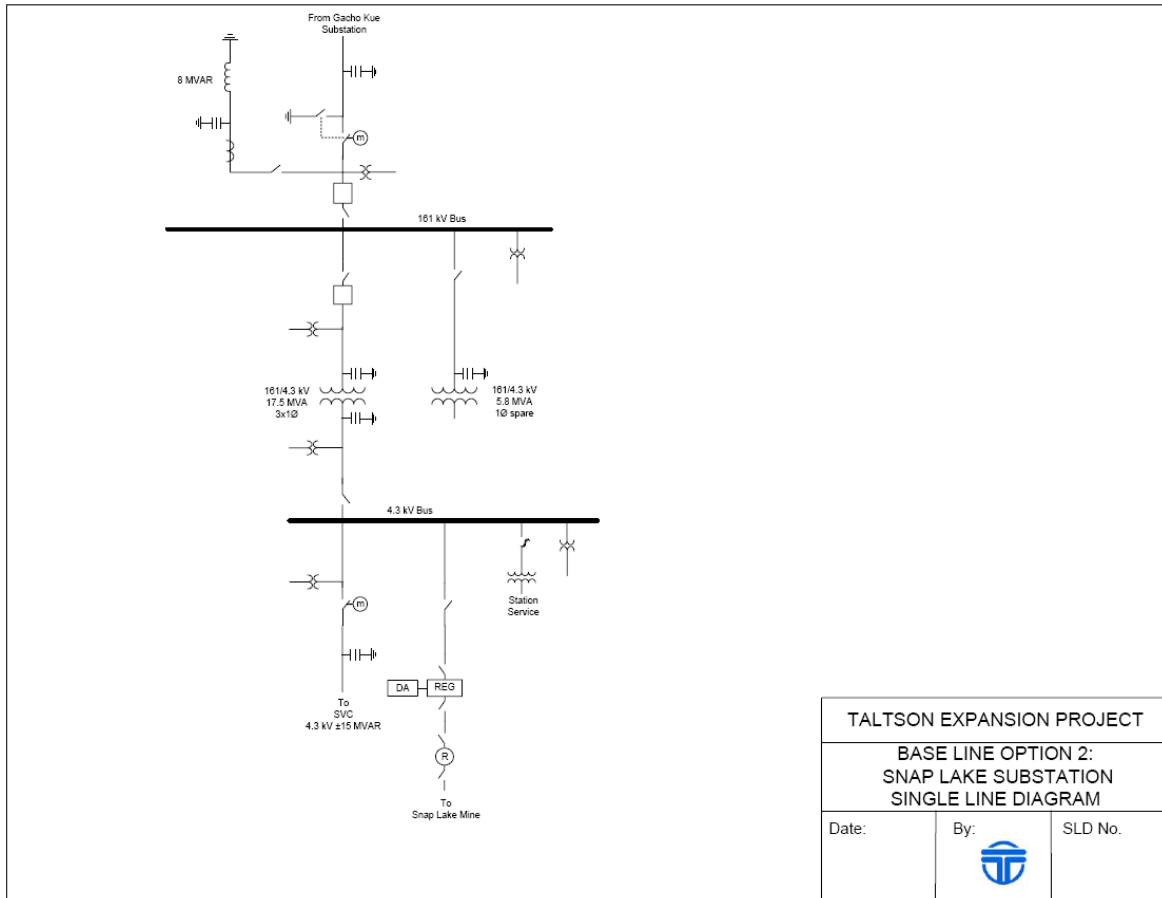 From Gacho Kue
Substation
8 MVAR
m
161 kV Bus
161/4.3 kV
17.5 MVA
3x1Ø
161/4.3 kV
5.8 MVA
1Ø spare
4.3 kV Bus
m
Station
Service
DA
REG
To
SVC
4.3 kV ±15 MVAR
R
To
Snap Lake Mine
TALTSON EXPANSION PROJECT
BASE LINE OPTION 2:
SNAP LAKE SUBSTATION
SINGLE LINE DIAGRAM
Date:
By:
SLD No.